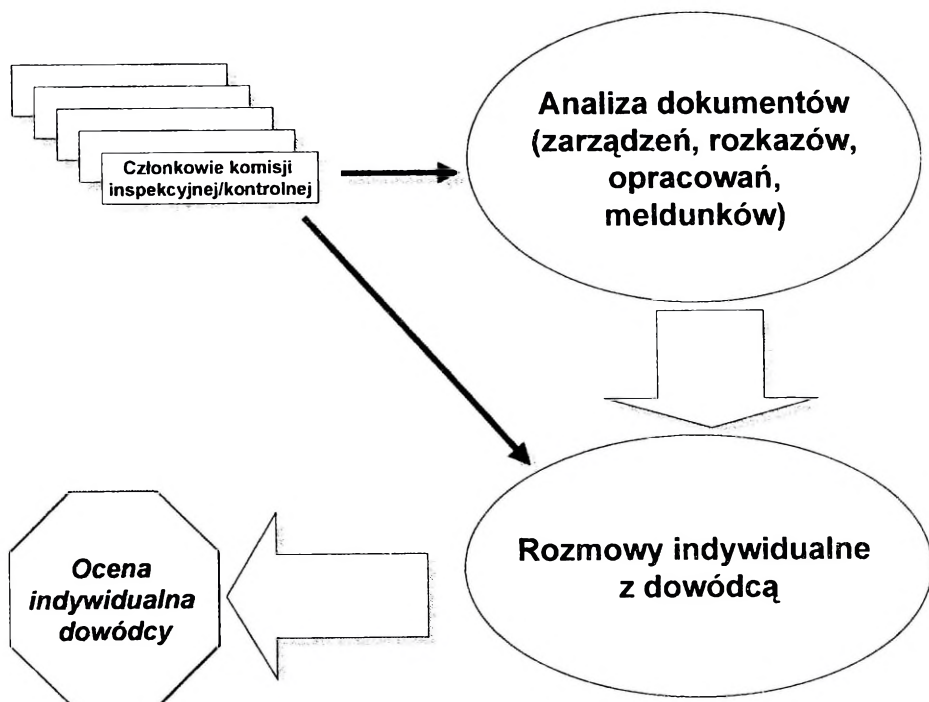 Członkowie komisji
inspekcyjnej/kontrolnej
Analiza dokumentów
(zarządzeń, rozkazów,
opracowań,
meldunków)
Rozmowy indywidualne
z dowódcą
Ocena
indywidualna
dowódcy